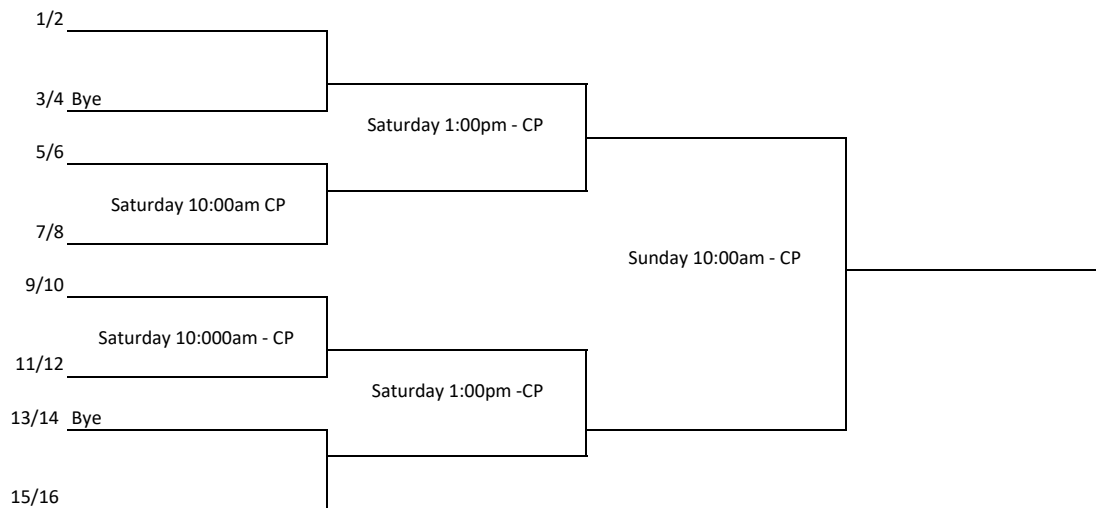 1/2
3/4 Bye
Saturday 1:00pm - CP
5/6
Saturday 10:00am CP
7/8
Sunday 10:00am - CP
9/10
Saturday 10:000am - CP
11/12
Saturday 1:00pm -CP
13/14 Bye
15/16